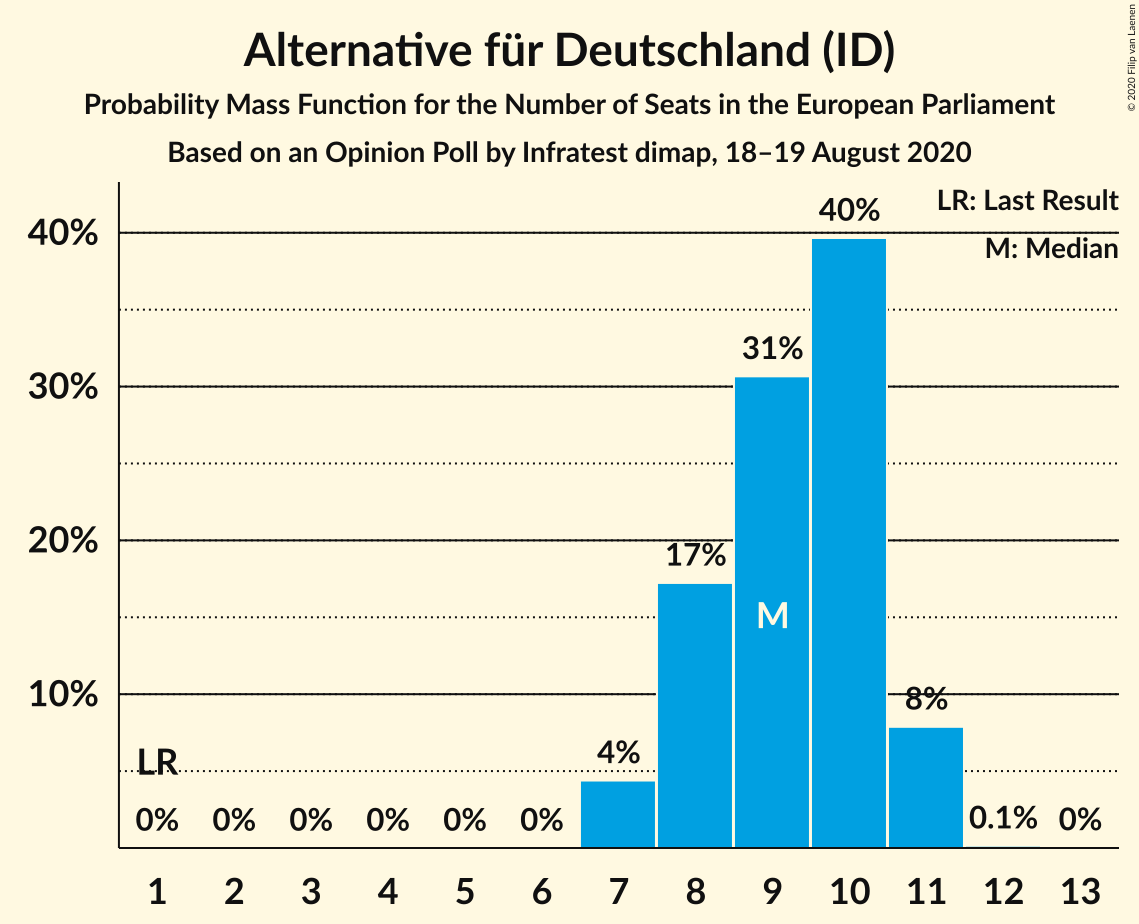 Alternative für Deutschland (ID)
Probability Mass Function for the Number of Seats in the European Parliament
Based on an Opinion Poll by Infratest dimap, 18–19 August 2020
© 2020 Filip van Laenen
LR: Last Result
M: Median
40%
30%
20%
10%
LR
0%
0%
0%
0%
0%
0%
4%
17%
31%
M
40%
8%
0.1%
0%
1 2 3 4 5 6 7 8 9 10 11 12 13